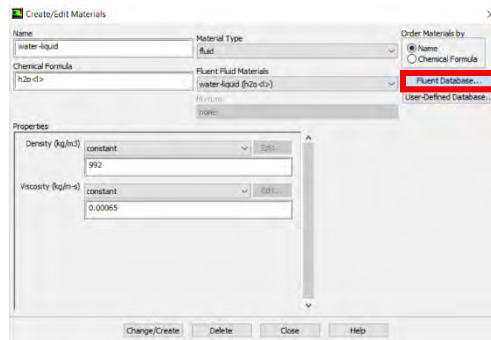 Create/Edit Materials
Name
water-liquid
Material Type
fluid
Order Materials by
Name
Chemical Formula
Chemical Formula
h2o<l>
Fluent Fluid Materials
water-liquid (h2o<l>)
Fluent Database...
Mixture
none
User-Defined Database...
Properties
Density (kg/m3) constant Edit...
992
Viscosity (kg/m-s) constant Edit...
0.00065
Change/Create Delete Close Help